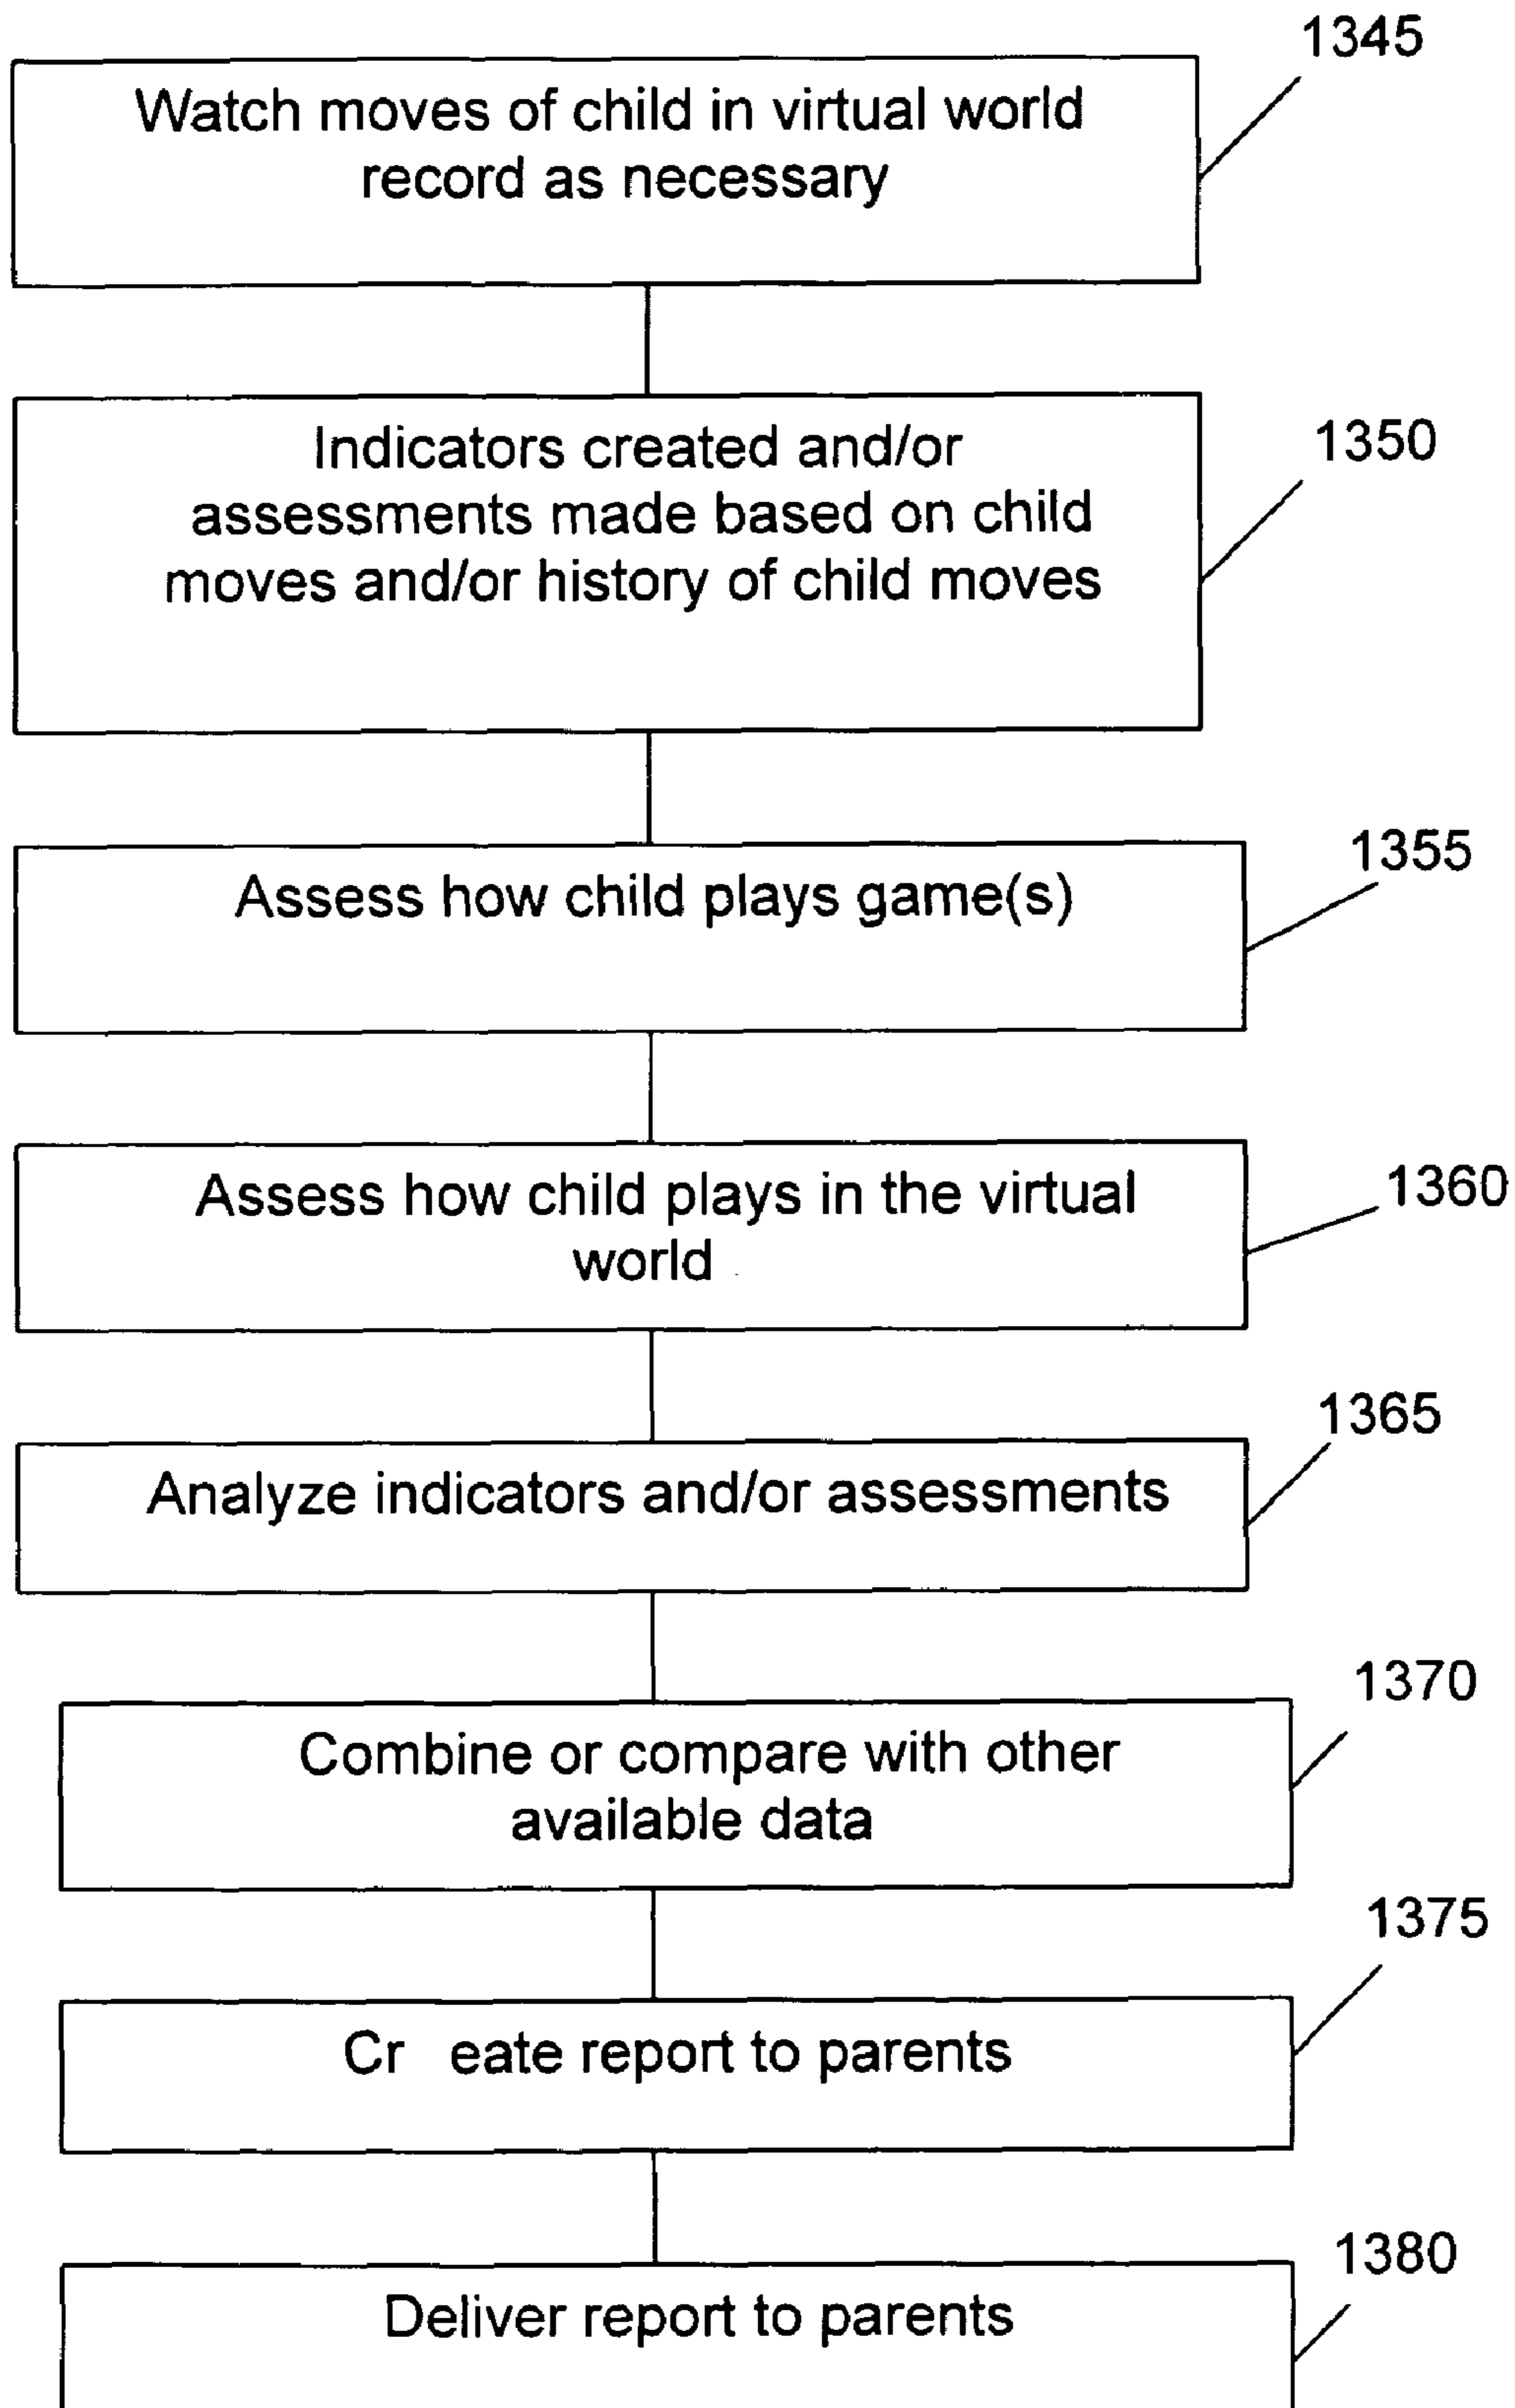 1345
Watch moves of child in virtual world
record as necessary
1350
Indicators created and/or
assessments made based on child
moves and/or history of child moves
1355
Assess how child plays game(s)
1360
Assess how child plays in the virtual
world
1365
Analyze indicators and/or assessments
1370
Combine or compare with other
available data
1375
Cr eate report to parents
1380
Deliver report to parents